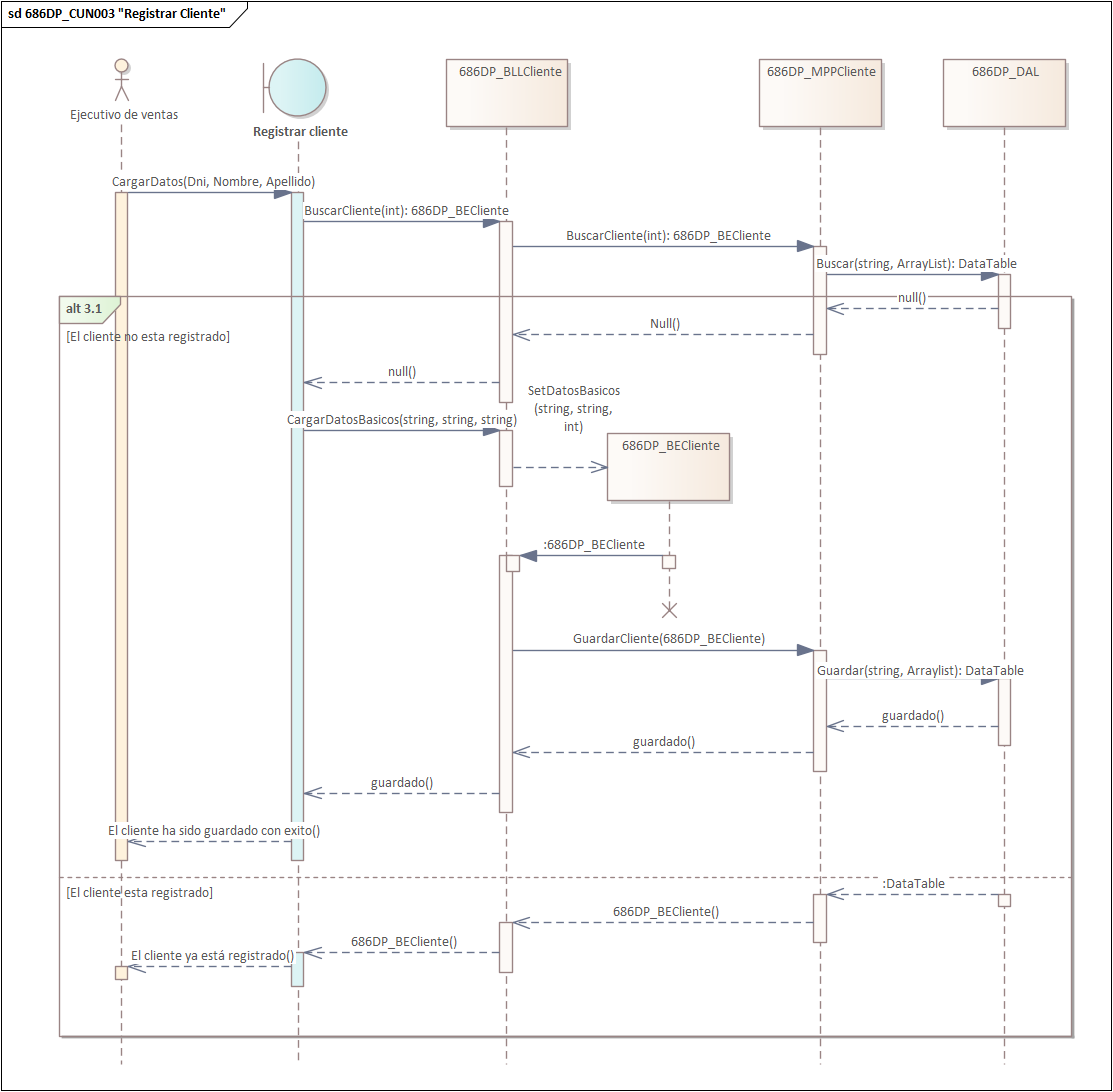 sd 686DP_CUN003 "Registrar Cliente"
Ejecutivo de ventas
Registrar cliente
686DP_BLLCliente
686DP_MPPCliente
686DP_DAL
CargarDatos(Dni, Nombre, Apellido)
BuscarCliente(int): 686DP_BECliente
BuscarCliente(int): 686DP_BECliente
Buscar(string, ArrayList): DataTable
alt 3.1
null()
[El cliente no esta registrado]
Null()
null()
SetDatosBasicos
(string, string,
int)
CargarDatosBasicos(string, string, string)
686DP_BECliente
:686DP_BECliente
GuardarCliente(686DP_BECliente)
Guardar(string, Arraylist): DataTable
guardado()
guardado()
guardado()
El cliente ha sido guardado con exito()
[El cliente esta registrado]
:DataTable
686DP_BECliente()
686DP_BECliente()
El cliente ya está registrado()